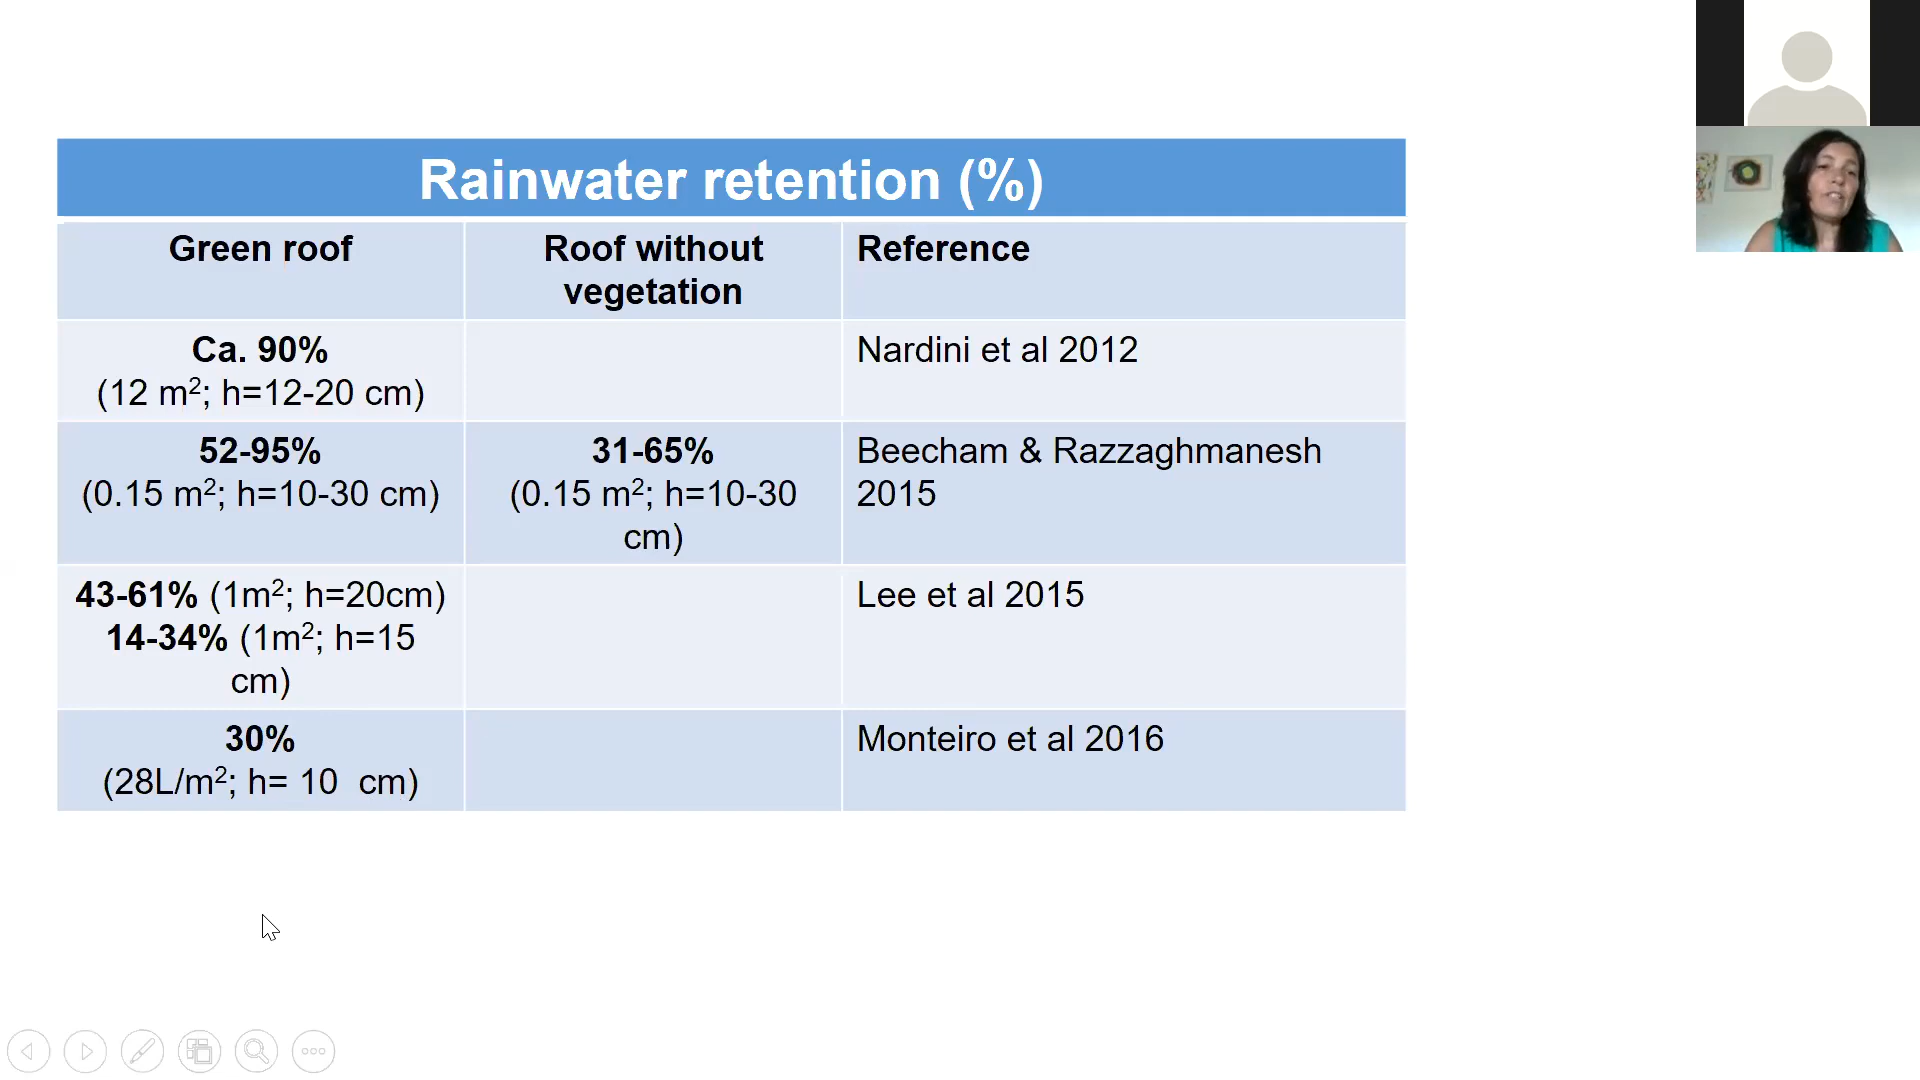 Rainwater retention (%)
Green roof
Roof without
vegetation
Reference
Ca. 90%
(12 m²; h=12-20 cm)
Nardini et al 2012
52-95%
(0.15 m²; h=10-30 cm)
31-65%
(0.15 m²; h=10-30
cm)
Beecham & Razzaghmanesh
2015
43-61% (1m²; h=20cm)
14-34% (1m²; h=15
cm)
Lee et al 2015
30%
(28L/m²; h= 10  cm)
Monteiro et al 2016